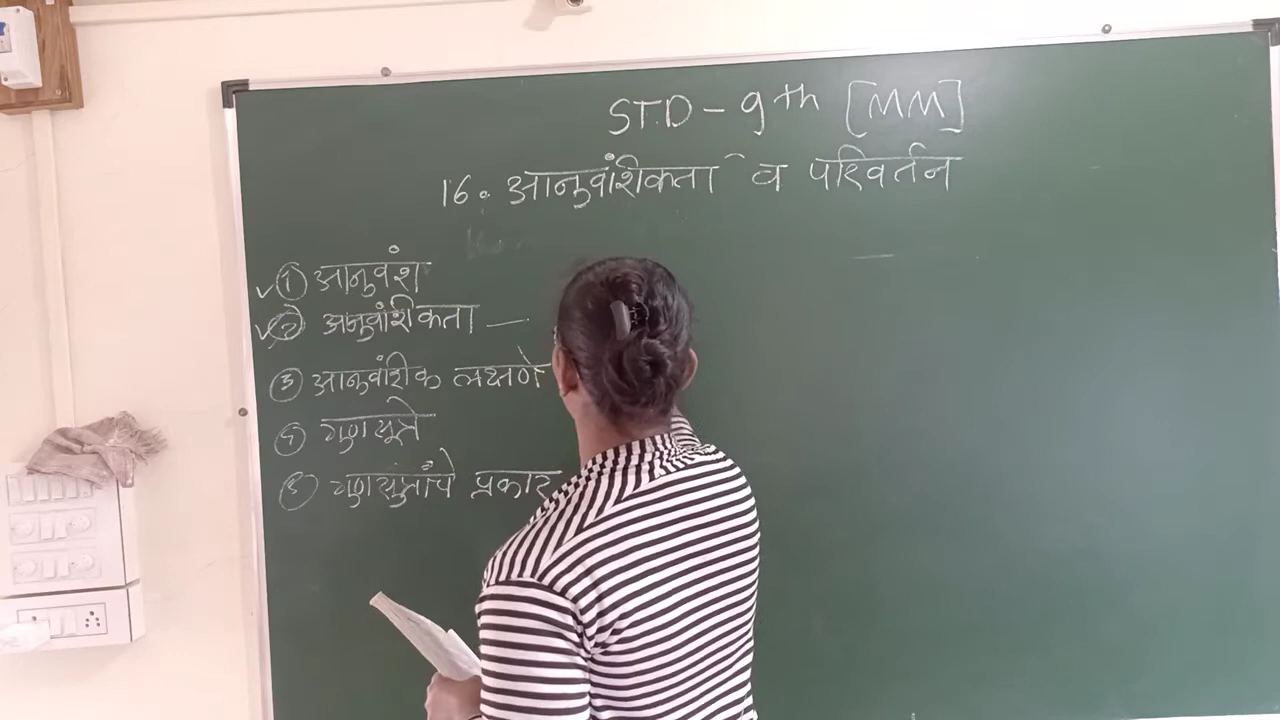 STD - 9th [MM]
16. आनुवांशीकता व परिवर्तन
① आनुवंश
② अनुवांशीकता —
③ आनुवांशीक लक्षणे
④ गुणसूत्रे
⑤ गुणसुत्रांचे प्रकार